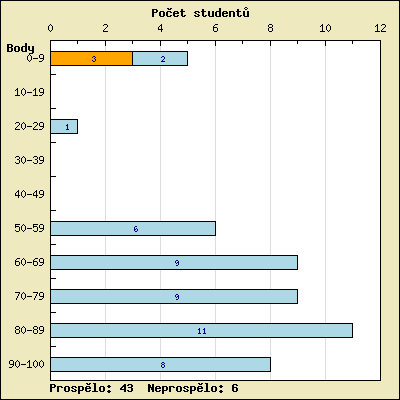 Počet studentů
0 2 4 6 8 10 12
Body
0-9 3 2
10-19
20-29 1
30-39
40-49
50-59 6
60-69 9
70-79 9
80-89 11
90-100 8
Prospělo: 43 Neprospělo: 6